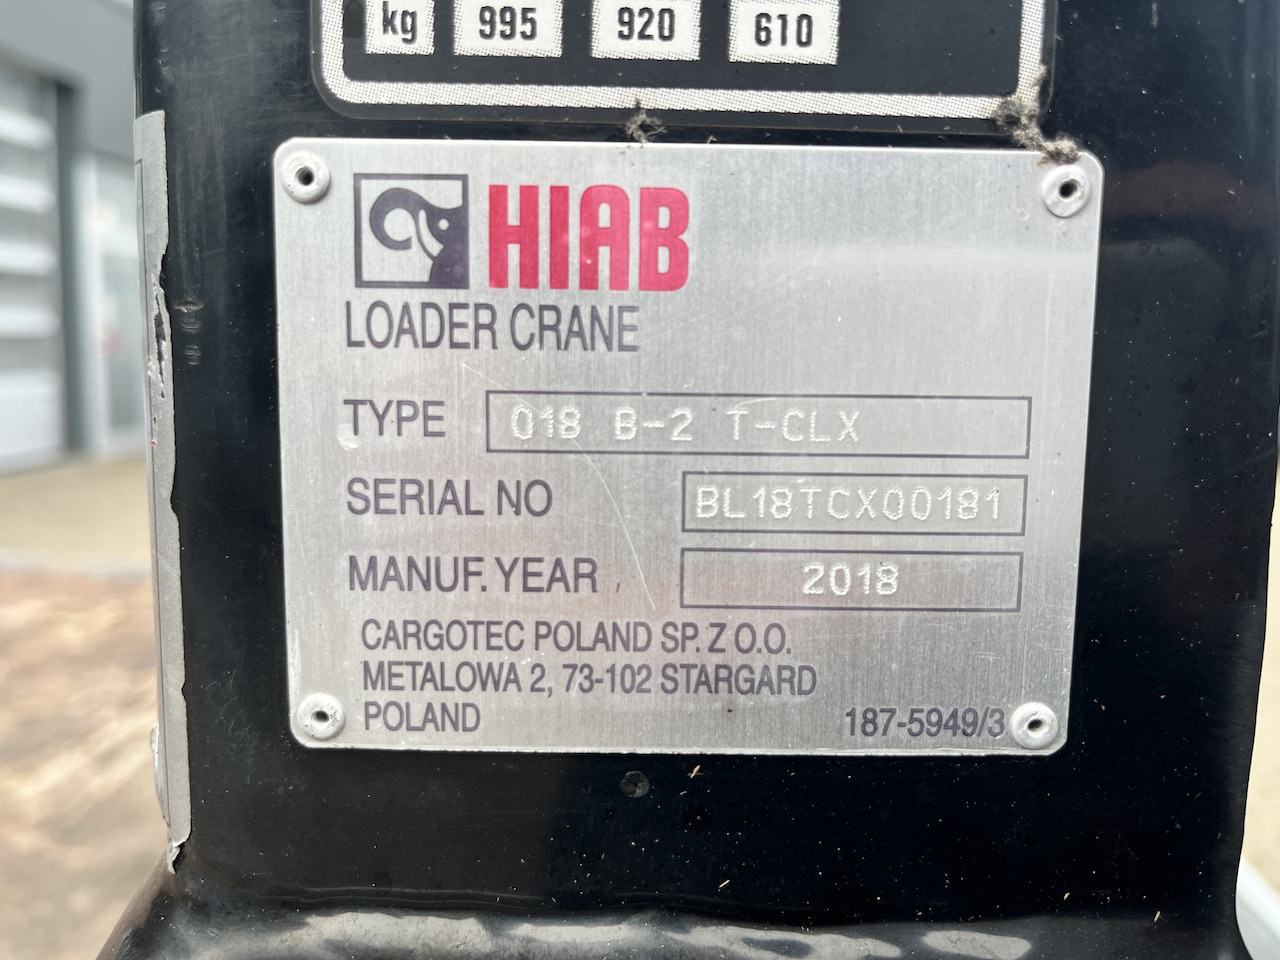 kg 995 920 610
HIAB
LOADER CRANE
TYPE 018 B-2 T-CLX
SERIAL NO BL18TCX00181
MANUF. YEAR 2018
CARGOTEC POLAND SP. Z O.O.
METALOWA 2, 73-102 STARGARD
POLAND 187-5949/3